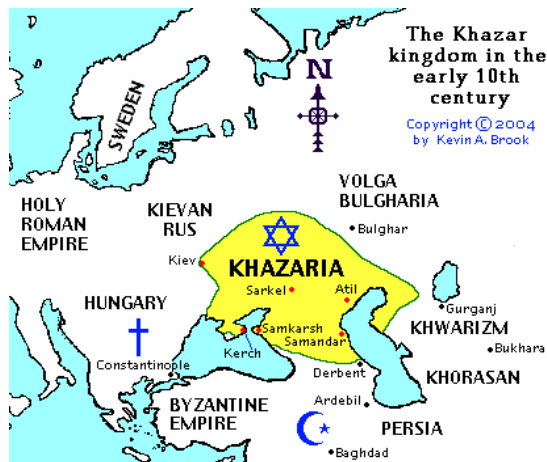 The Khazar
kingdom in the
early 10th
century
Copyright © 2004
by Kevin A. Brook
N
SWEDEN
HOLY
ROMAN
EMPIRE
KIEVAN
RUS
VOLGA
BULGHARIA
Bulghar
Kiev
KHAZARIA
Sarkel
Atil
HUNGARY
Samkarsh
Samandar
Kerch
Gurganj
KHWARIZM
Bukhara
Constantinople
Derbent
KHORASAN
BYZANTINE
EMPIRE
Ardebil
PERSIA
Baghdad